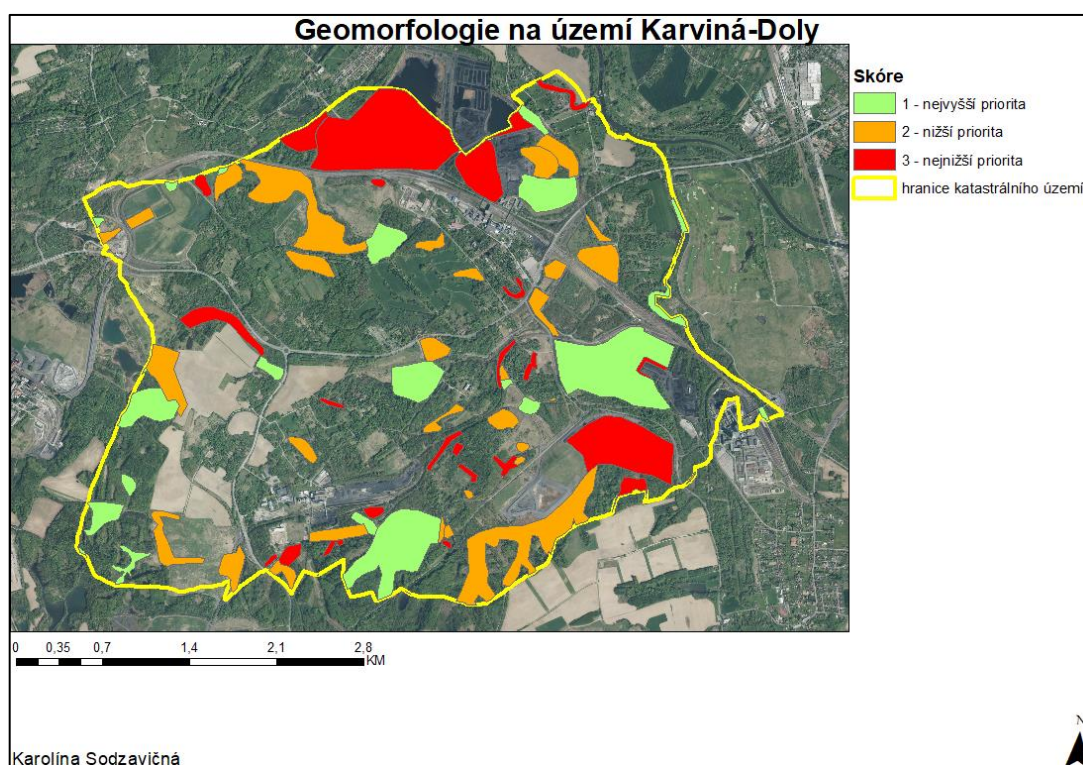 Geomorfologie na území Karviná-Doly
Skóre
1 - nejvyšší priorita
2 - nižší priorita
3 - nejnižší priorita
hranice katastrálního území
0 0,35 0,7 1,4 2,1 2,8
KM
N
Karolína Sodzavičná